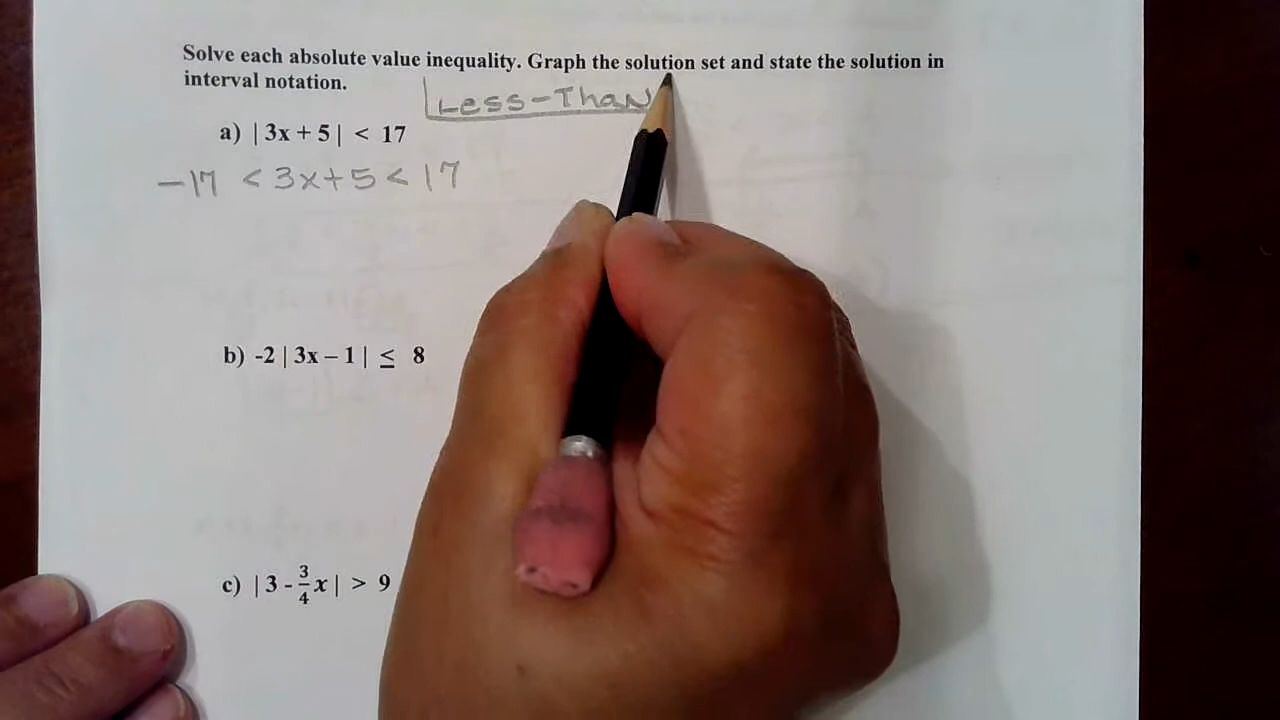 Solve each absolute value inequality. Graph the solution set and state the solution in
interval notation.
Less-Than
a) | 3x + 5 | < 17
-17 < 3x+5 < 17
b) -2 | 3x – 1 | ≤ 8
c) | 3 - 3/4 x | > 9